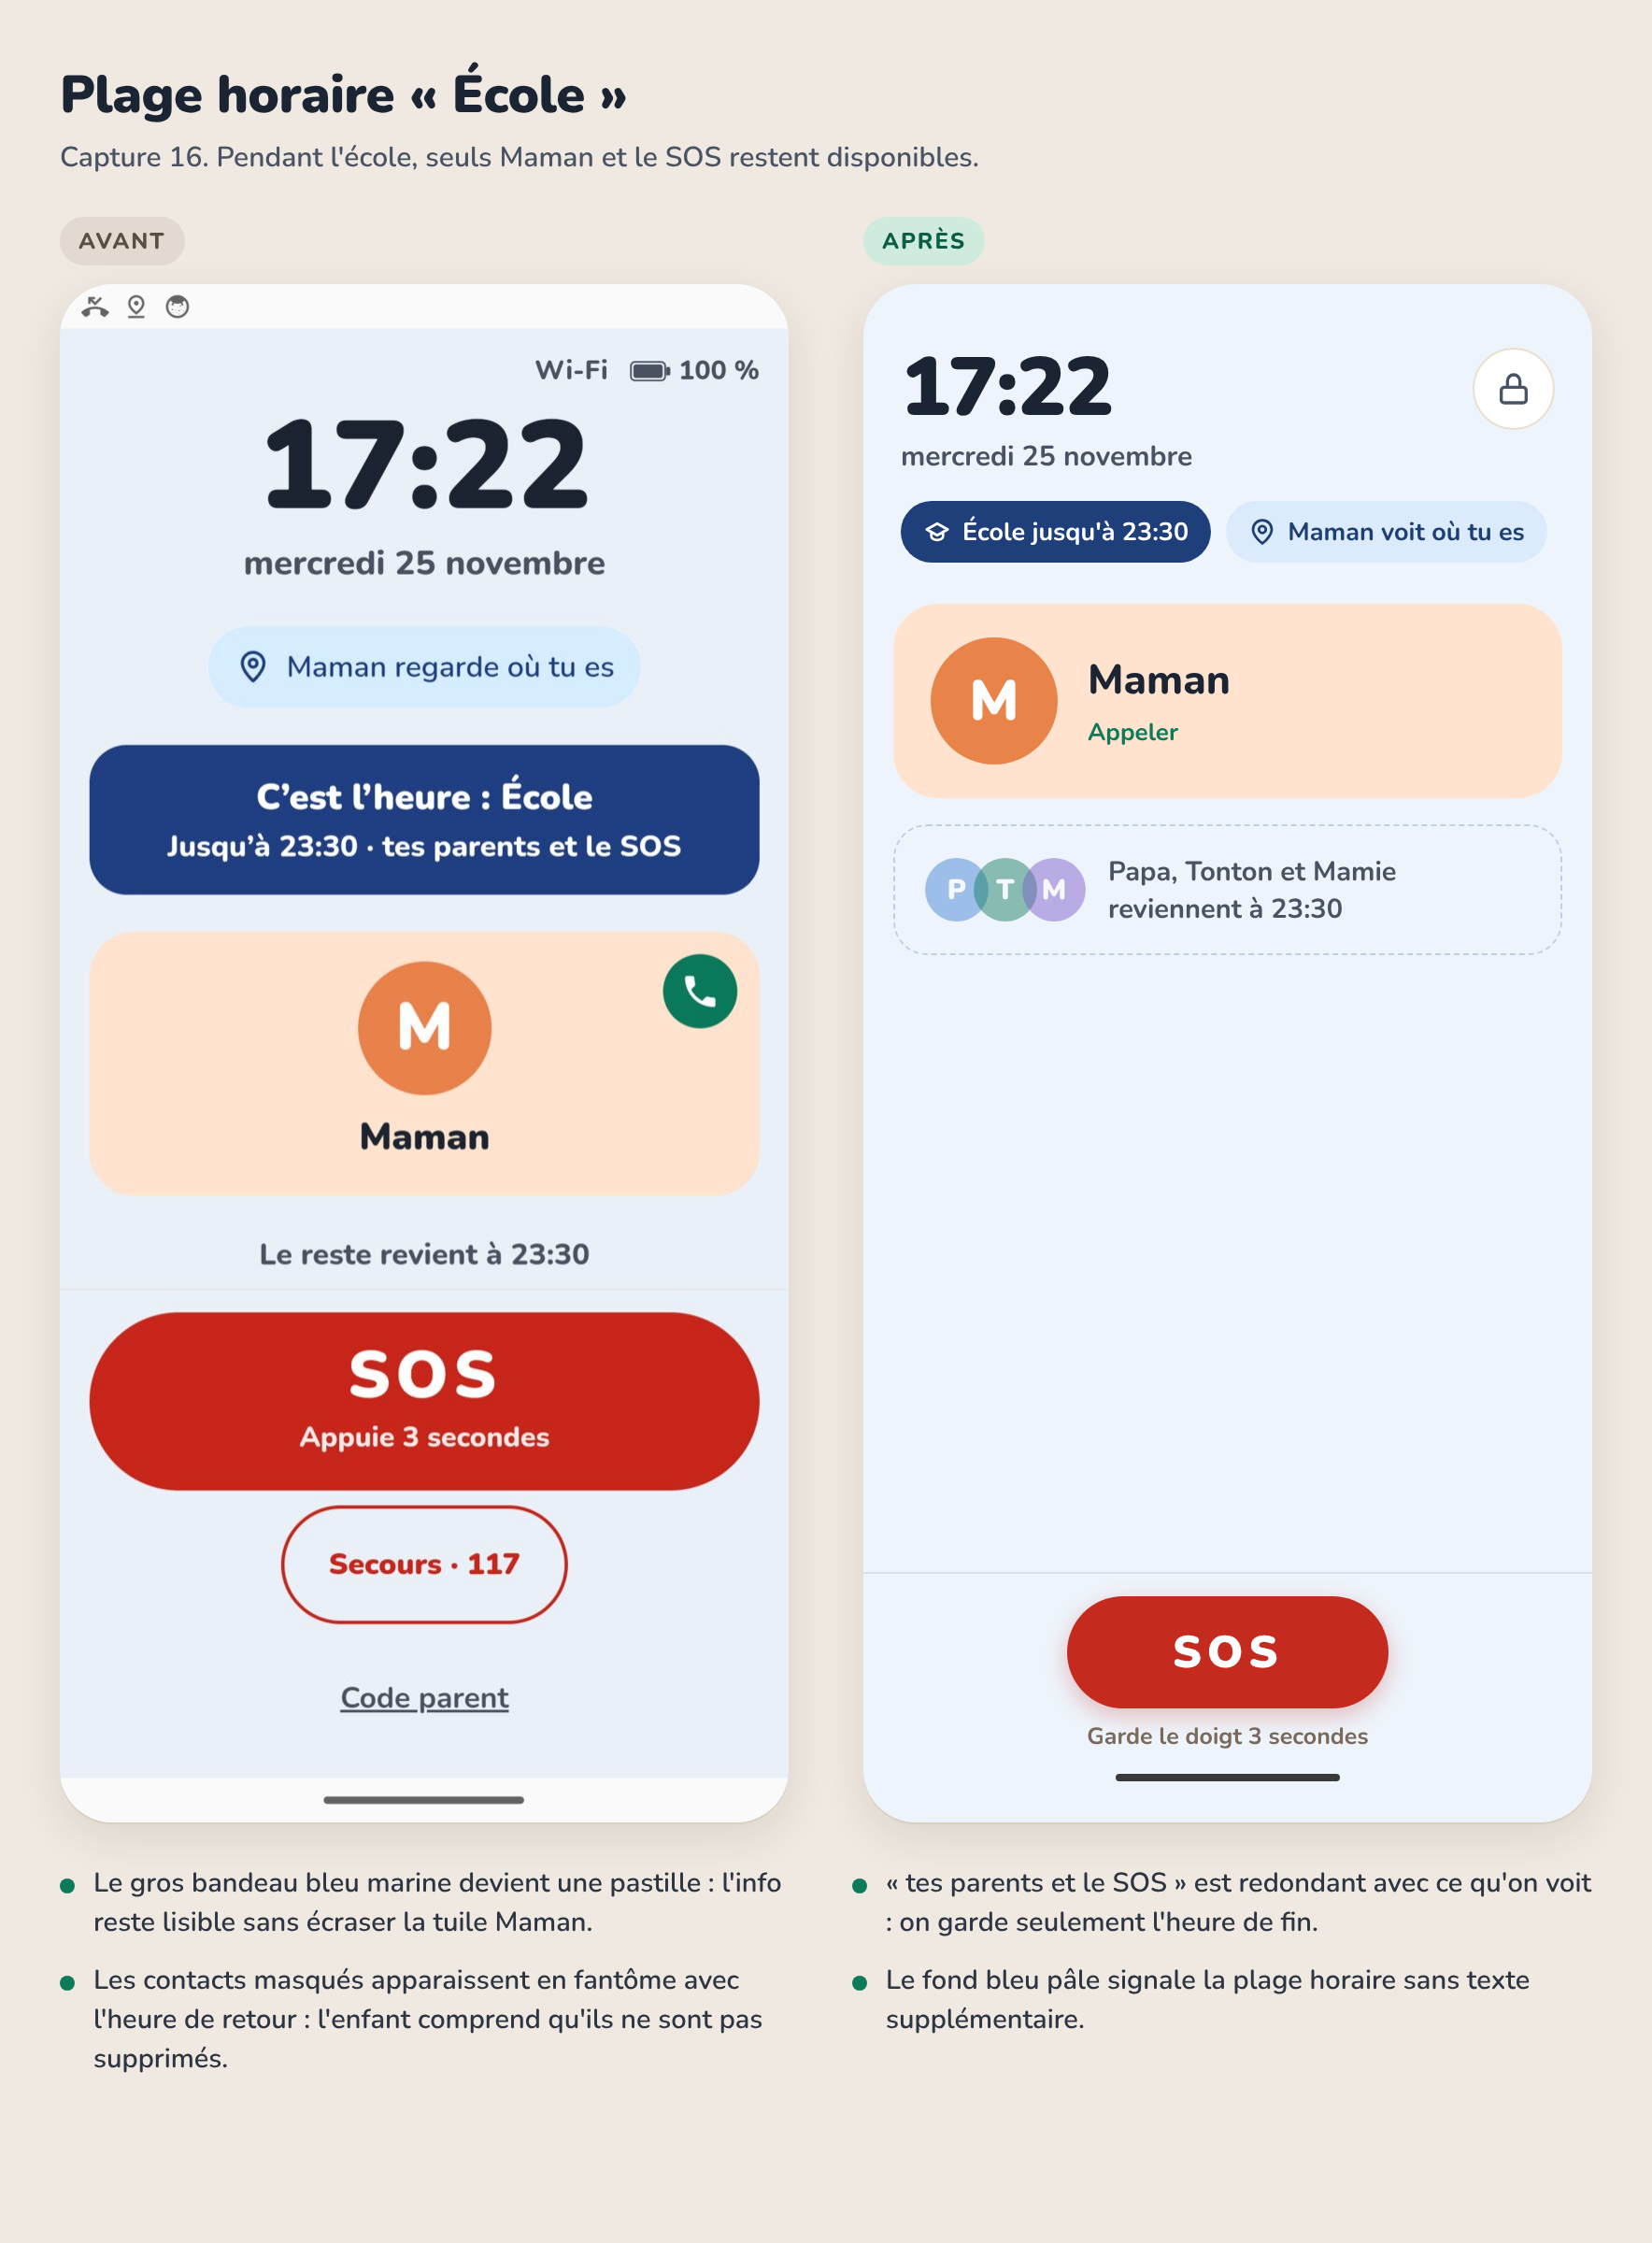 Plage horaire « École »
Capture 16. Pendant l'école, seuls Maman et le SOS restent disponibles.
AVANT
Wi-Fi 100 %
17:22
mercredi 25 novembre
Maman regarde où tu es
C’est l’heure : École
Jusqu’à 23:30 · tes parents et le SOS
M
Maman
Le reste revient à 23:30
SOS
Appuie 3 secondes
Secours · 117
Code parent
Le gros bandeau bleu marine devient une pastille : l'info
reste lisible sans écraser la tuile Maman.
Les contacts masqués apparaissent en fantôme avec
l'heure de retour : l'enfant comprend qu'ils ne sont pas
supprimés.
APRÈS
17:22
mercredi 25 novembre
École jusqu'à 23:30
Maman voit où tu es
M
Maman
Appeler
P T M
Papa, Tonton et Mamie
reviennent à 23:30
SOS
Garde le doigt 3 secondes
« tes parents et le SOS » est redondant avec ce qu'on voit
: on garde seulement l'heure de fin.
Le fond bleu pâle signale la plage horaire sans texte
supplémentaire.